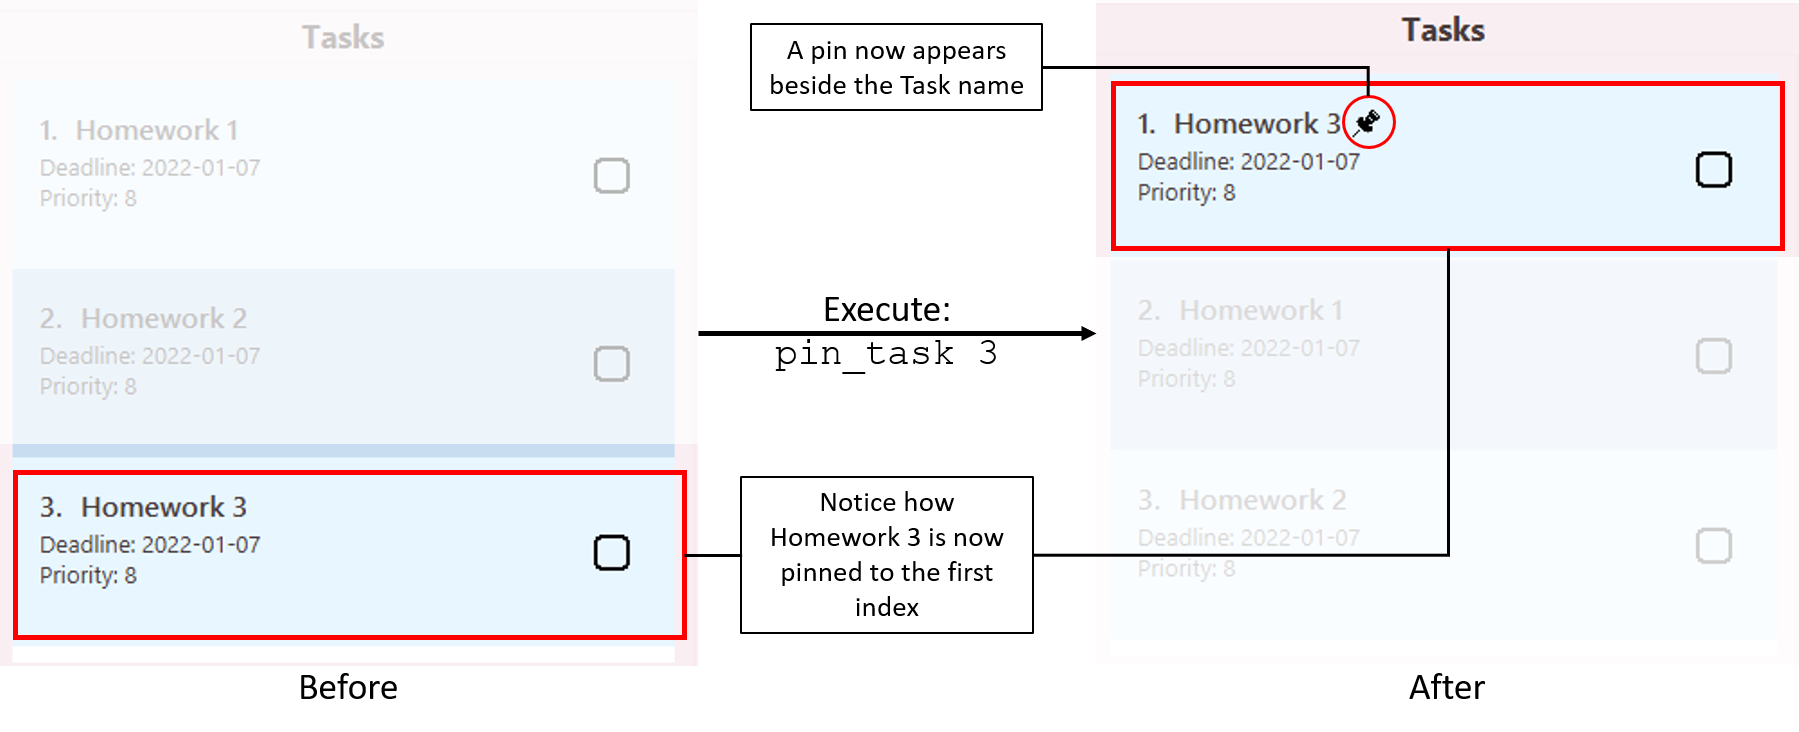 Tasks
1. Homework 1
Deadline: 2022-01-07
Priority: 8
2. Homework 2
Deadline: 2022-01-07
Priority: 8
3. Homework 3
Deadline: 2022-01-07
Priority: 8
Before
A pin now appears
beside the Task name
Execute:
pin_task 3
Notice how
Homework 3 is now
pinned to the first
index
Tasks
1. Homework 3
Deadline: 2022-01-07
Priority: 8
2. Homework 1
Deadline: 2022-01-07
Priority: 8
3. Homework 2
Deadline: 2022-01-07
Priority: 8
After